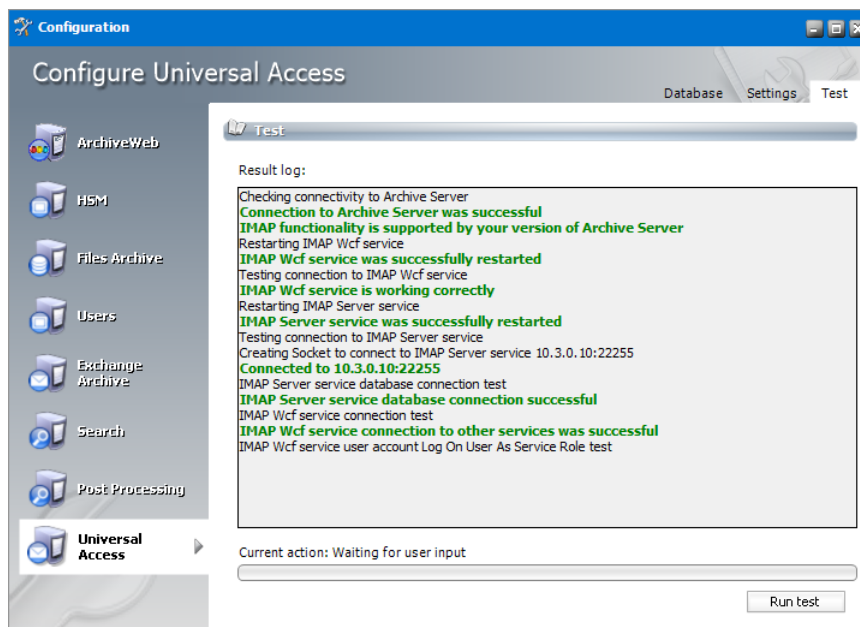 Configuration
Configure Universal Access
Database
Settings
Test
ArchiveWeb
HSM
Files Archive
Users
Exchange
Archive
Search
Post Processing
Universal
Access
Test
Result log:
Checking connectivity to Archive Server
Connection to Archive Server was successful
IMAP functionality is supported by your version of Archive Server
Restarting IMAP Wcf service
IMAP Wcf service was successfully restarted
Testing connection to IMAP Wcf service
IMAP Wcf service is working correctly
Restarting IMAP Server service
IMAP Server service was successfully restarted
Testing connection to IMAP Server service
Creating Socket to connect to IMAP Server service 10.3.0.10:22255
Connected to 10.3.0.10:22255
IMAP Server service database connection test
IMAP Server service database connection successful
IMAP Wcf service connection test
IMAP Wcf service connection to other services was successful
IMAP Wcf service user account Log On User As Service Role test
Current action: Waiting for user input
Run test